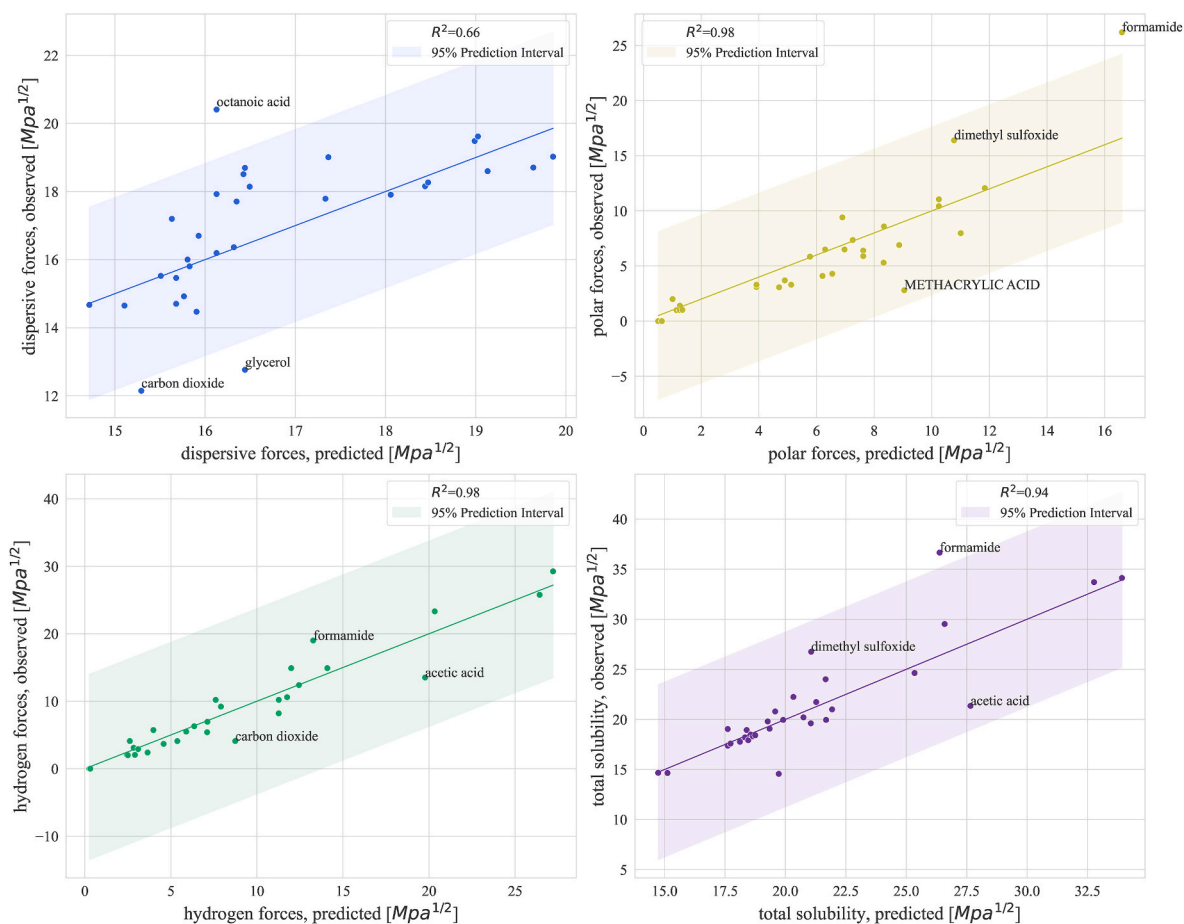 R²=0.66
95% Prediction Interval
22
20
18
16
14
12
octanoic acid
glycerol
carbon dioxide
15
16
17
18
19
20
dispersive forces, observed [Mpa^1/2]
dispersive forces, predicted [Mpa^1/2]
R²=0.98
95% Prediction Interval
25
20
15
10
5
0
−5
formamide
dimethyl sulfoxide
METHACRYLIC ACID
0
2
4
6
8
10
12
14
16
polar forces, observed [Mpa^1/2]
polar forces, predicted [Mpa^1/2]
R²=0.98
95% Prediction Interval
40
30
20
10
0
−10
formamide
acetic acid
carbon dioxide
0
5
10
15
20
25
hydrogen forces, observed [Mpa^1/2]
hydrogen forces, predicted [Mpa^1/2]
R²=0.94
95% Prediction Interval
40
35
30
25
20
15
10
5
formamide
dimethyl sulfoxide
acetic acid
15.0
17.5
20.0
22.5
25.0
27.5
30.0
32.5
total solubility, observed [Mpa^1/2]
total solubility, predicted [Mpa^1/2]